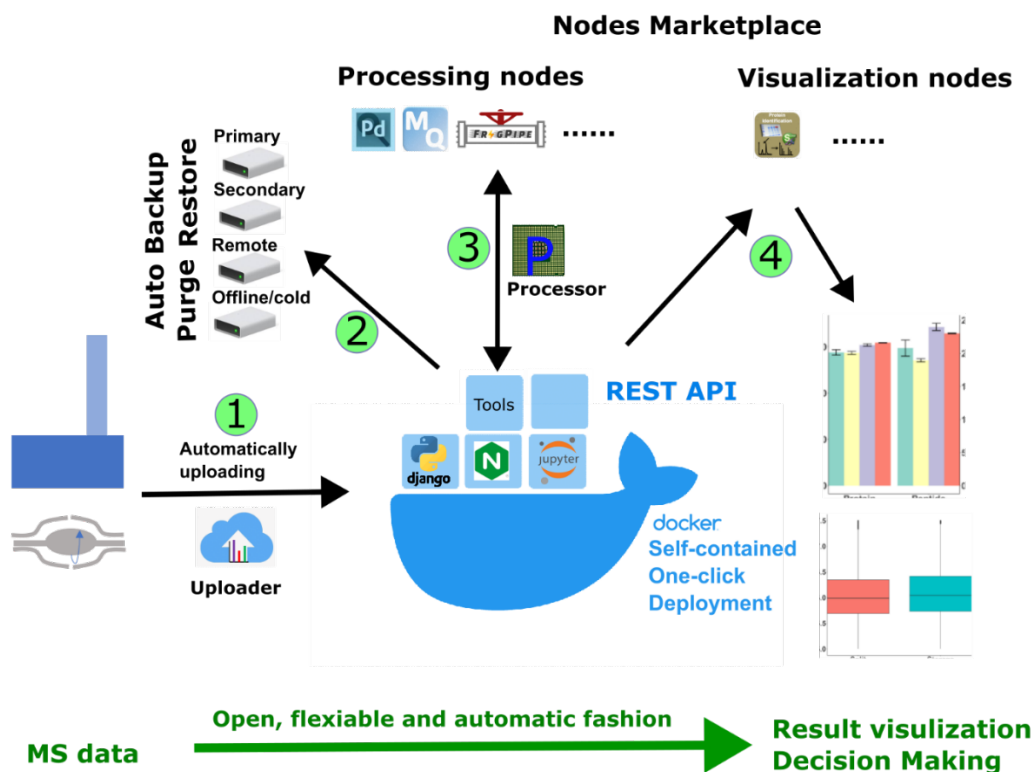 Nodes Marketplace
Processing nodes
Visualization nodes
Pd
MQ
FRAGPIPE
......
Protein
Identification
......
Auto Backup
Purge Restore
Primary
Secondary
Remote
Offline/cold
3
P
Processor
4
2
1
Automatically
uploading
Uploader
Tools
REST API
django
N
jupyter
docker
Self-contained
One-click
Deployment
Open, flexiable and automatic fashion
MS data
Result visulization
Decision Making